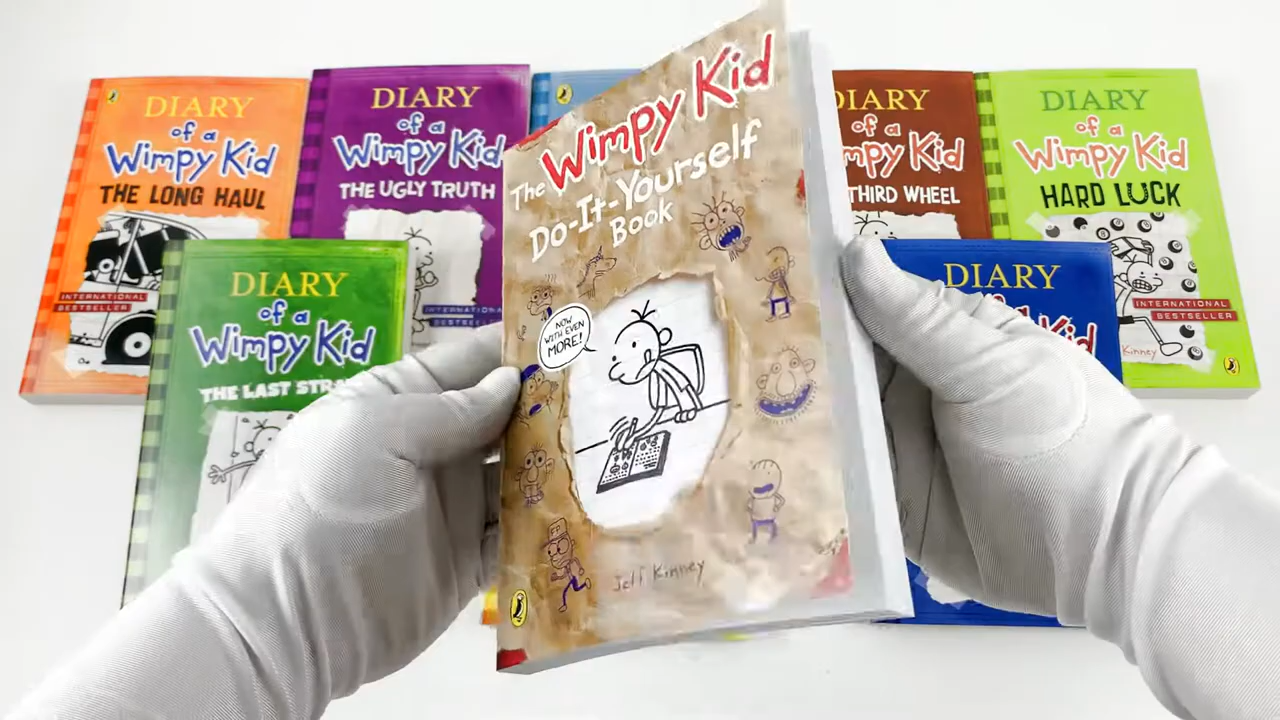 DIARY
of a
Wimpy Kid
THE LONG HAUL
INTERNATIONAL
BESTSELLER
DIARY
of a
Wimpy Kid
THE UGLY TRUTH
INTERNATIONAL
The Wimpy Kid
Do-It-Yourself
Book
NOW
WITH EVEN
MORE!
Jeff Kinney
DIARY
of a
Kid
THIRD WHEEL
DIARY
of a
Wimpy Kid
HARD LUCK
INTERNATIONAL
BESTSELLER
Kinney
DIARY
of a
Wimpy Kid
THE LAST
DIARY